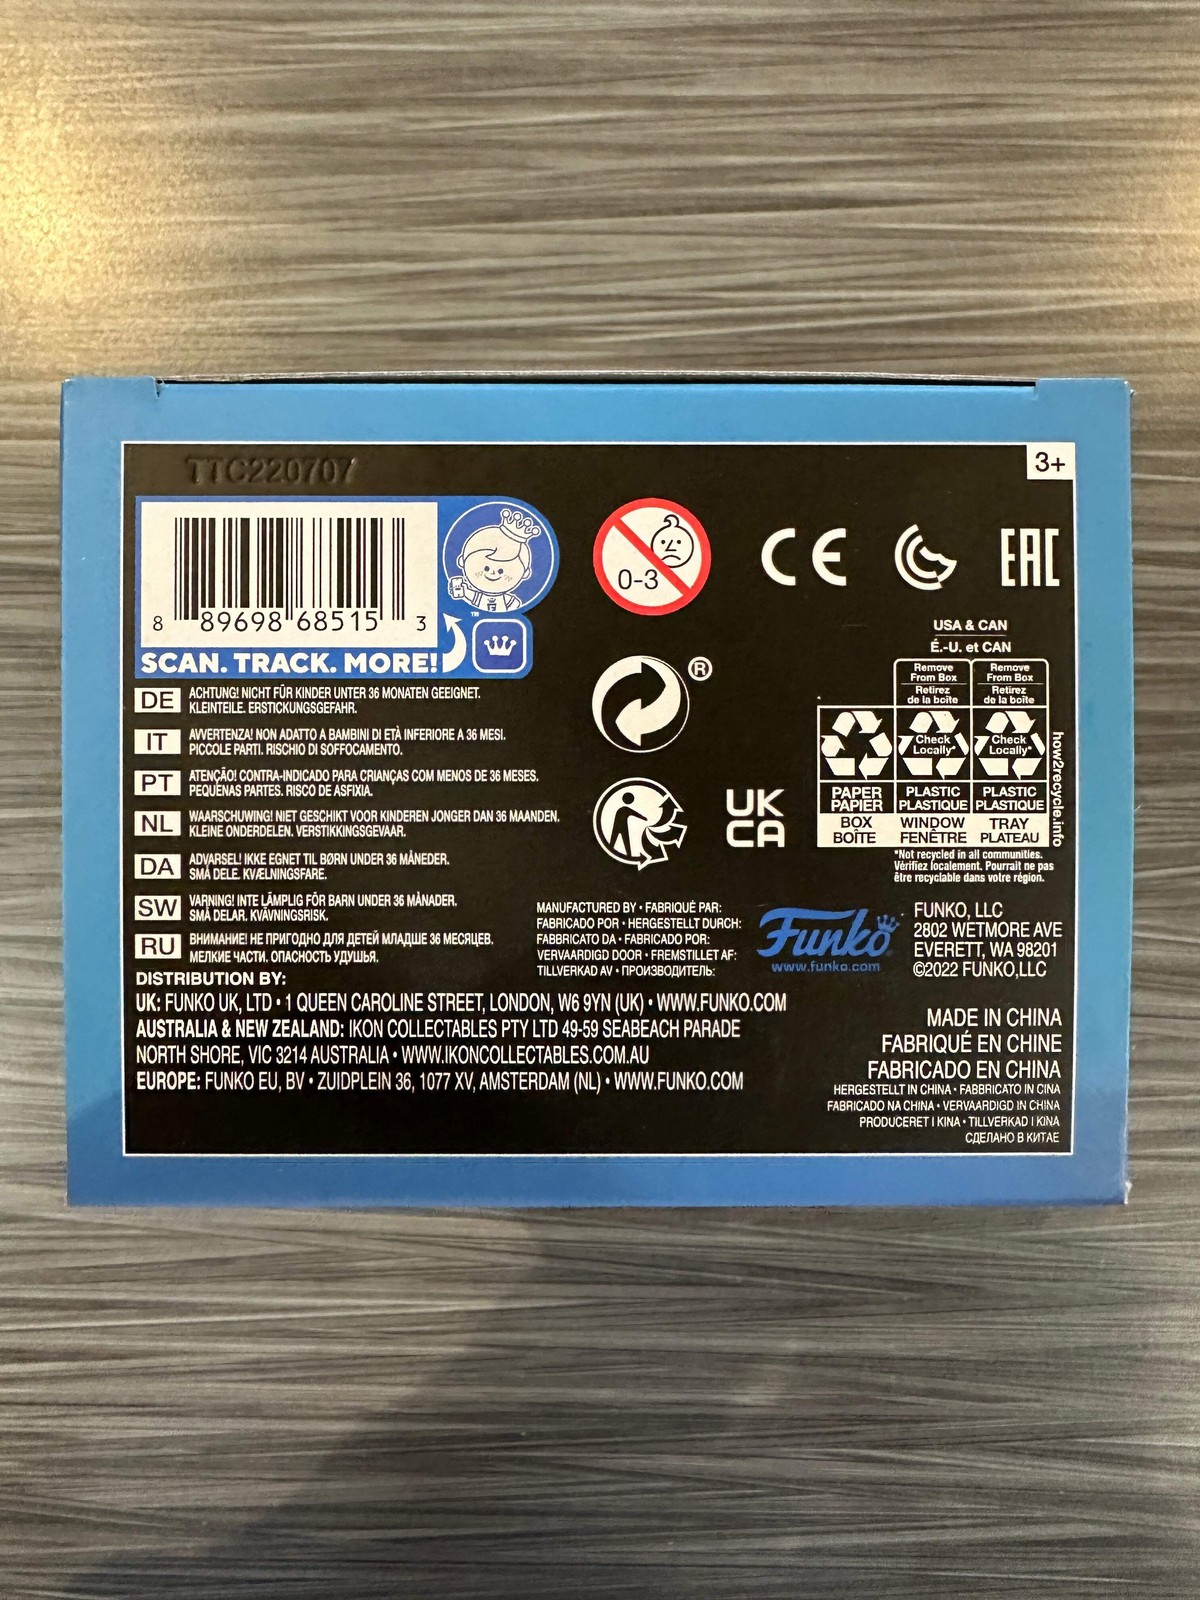 TTC220707
3+
8 89698 68515 3
™
SCAN. TRACK. MORE!
0-3
CE
EAC
USA & CAN
É.-U. et CAN
Remove From Box
Retirez de la boîte
Remove From Box
Retirez de la boîte
Check Locally*
Check Locally*
PAPER PAPIER
PLASTIC PLASTIQUE
PLASTIC PLASTIQUE
BOX BOÎTE
WINDOW FENÊTRE
TRAY PLATEAU
how2recycle.info
*Not recycled in all communities.
Vérifiez localement. Pourrait ne pas
être recyclable dans votre région.
®
UK
CA
DE ACHTUNG! NICHT FÜR KINDER UNTER 36 MONATEN GEEIGNET.
KLEINTEILE. ERSTICKUNGSGEFAHR.
IT AVVERTENZA! NON ADATTO A BAMBINI DI ETÀ INFERIORE A 36 MESI.
PICCOLE PARTI. RISCHIO DI SOFFOCAMENTO.
PT ATENÇÃO! CONTRA-INDICADO PARA CRIANÇAS COM MENOS DE 36 MESES.
PEQUENAS PARTES. RISCO DE ASFIXIA.
NL WAARSCHUWING! NIET GESCHIKT VOOR KINDEREN JONGER DAN 36 MAANDEN.
KLEINE ONDERDELEN. VERSTIKKINGSGEVAAR.
DA ADVARSEL! IKKE EGNET TIL BØRN UNDER 36 MÅNEDER.
SMÅ DELE. KVÆLNINGSFARE.
SW VARNING! INTE LÄMPLIG FÖR BARN UNDER 36 MÅNADER.
SMÅ DELAR. KVÄVNINGSRISK.
RU ВНИМАНИЕ! НЕ ПРИГОДНО ДЛЯ ДЕТЕЙ МЛАДШЕ 36 МЕСЯЦЕВ.
МЕЛКИЕ ЧАСТИ. ОПАСНОСТЬ УДУШЬЯ.
MANUFACTURED BY • FABRIQUÉ PAR:
FABRICADO POR • HERGESTELLT DURCH:
FABBRICATO DA • FABRICADO POR:
VERVAARDIGD DOOR • FREMSTILLET AF:
TILLVERKAD AV • ПРОИЗВОДИТЕЛЬ:
Funko
www.funko.com
FUNKO, LLC
2802 WETMORE AVE
EVERETT, WA 98201
©2022 FUNKO,LLC
DISTRIBUTION BY:
UK: FUNKO UK, LTD • 1 QUEEN CAROLINE STREET, LONDON, W6 9YN (UK) • WWW.FUNKO.COM
AUSTRALIA & NEW ZEALAND: IKON COLLECTABLES PTY LTD 49-59 SEABEACH PARADE
NORTH SHORE, VIC 3214 AUSTRALIA • WWW.IKONCOLLECTABLES.COM.AU
EUROPE: FUNKO EU, BV • ZUIDPLEIN 36, 1077 XV, AMSTERDAM (NL) • WWW.FUNKO.COM
MADE IN CHINA
FABRIQUÉ EN CHINE
FABRICADO EN CHINA
HERGESTELLT IN CHINA • FABBRICATO IN CINA
FABRICADO NA CHINA • VERVAARDIGD IN CHINA
PRODUCERET I KINA • TILLVERKAD I KINA
СДЕЛАНО В КИТАЕ